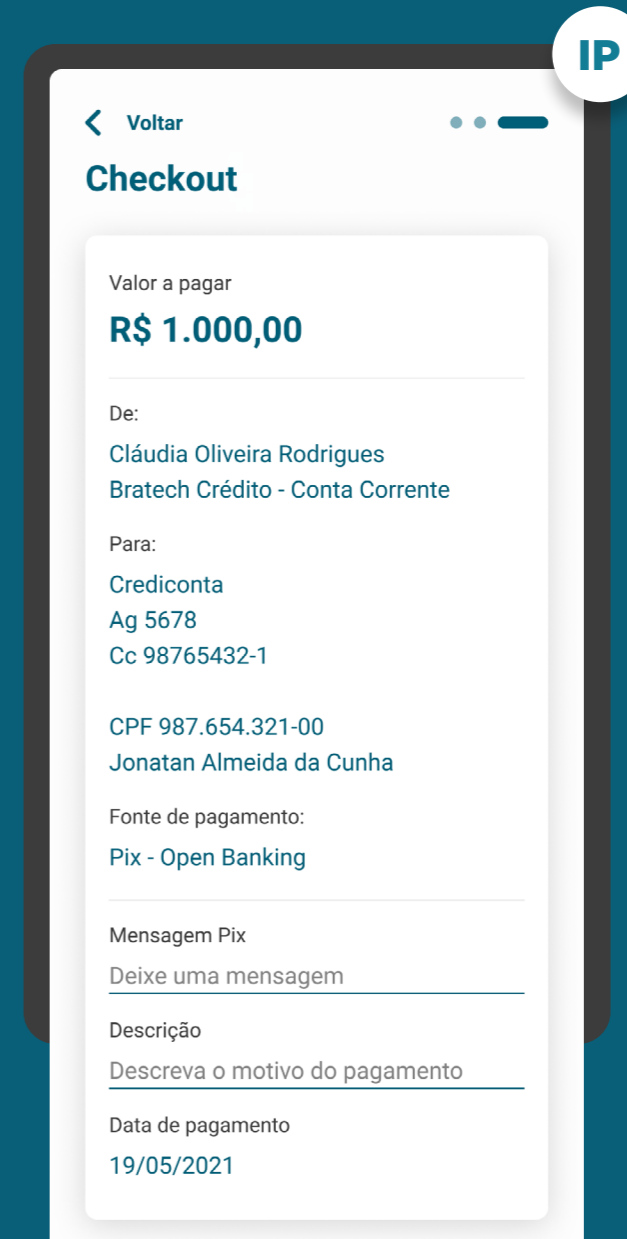 IP
Voltar
Checkout
Valor a pagar
R$ 1.000,00
De:
Cláudia Oliveira Rodrigues
Bratech Crédito - Conta Corrente
Para:
Crediconta
Ag 5678
Cc 98765432-1
CPF 987.654.321-00
Jonatan Almeida da Cunha
Fonte de pagamento:
Pix - Open Banking
Mensagem Pix
Deixe uma mensagem
Descrição
Descreva o motivo do pagamento
Data de pagamento
19/05/2021